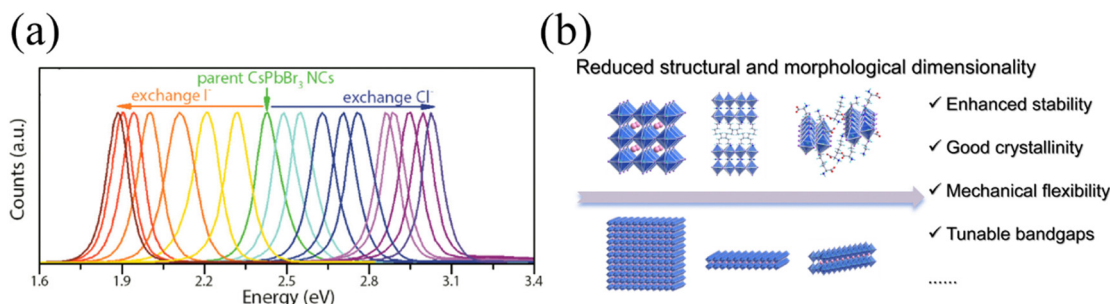 (a)
parent CsPbBr₃ NCs
exchange I⁻
exchange Cl⁻
Counts (a.u.)
1.6 1.9 2.2 2.5 2.8 3.1 3.4
Energy (eV)
(b)
Reduced structural and morphological dimensionality
✓ Enhanced stability
✓ Good crystallinity
✓ Mechanical flexibility
✓ Tunable bandgaps
......